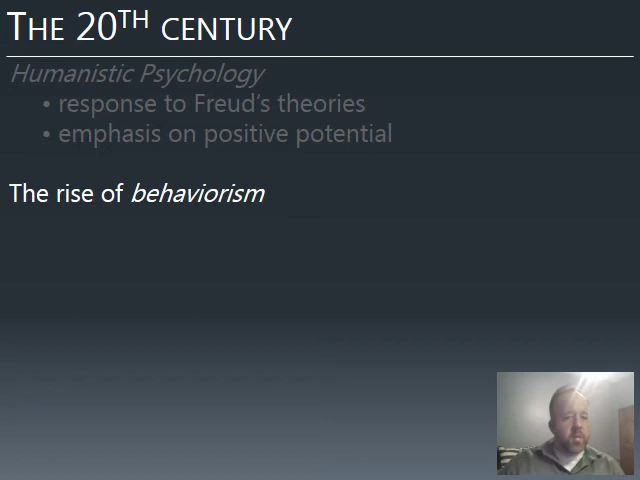 THE 20TH CENTURY
Humanistic Psychology
• response to Freud's theories
• emphasis on positive potential
The rise of behaviorism